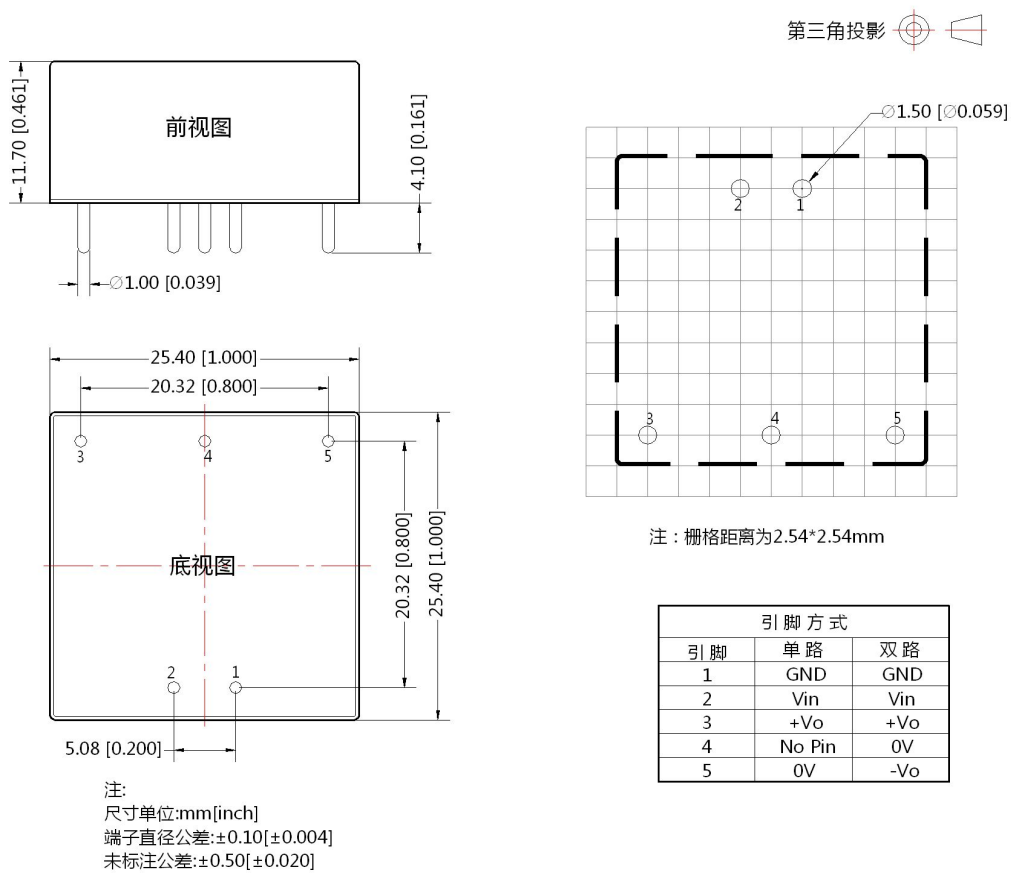 第三角投影
11.70 [0.461]
前视图
4.10 [0.161]
∅1.00 [0.039]
∅1.50 [∅0.059]
2
1
3
4
5
注：栅格距离为2.54*2.54mm
25.40 [1.000]
20.32 [0.800]
3
4
5
底视图
20.32 [0.800]
25.40 [1.000]
2
1
5.08 [0.200]
注:
尺寸单位:mm[inch]
端子直径公差:±0.10[±0.004]
未标注公差:±0.50[±0.020]
引脚方式
引脚 单路 双路
1 GND GND
2 Vin Vin
3 +Vo +Vo
4 No Pin 0V
5 0V -Vo